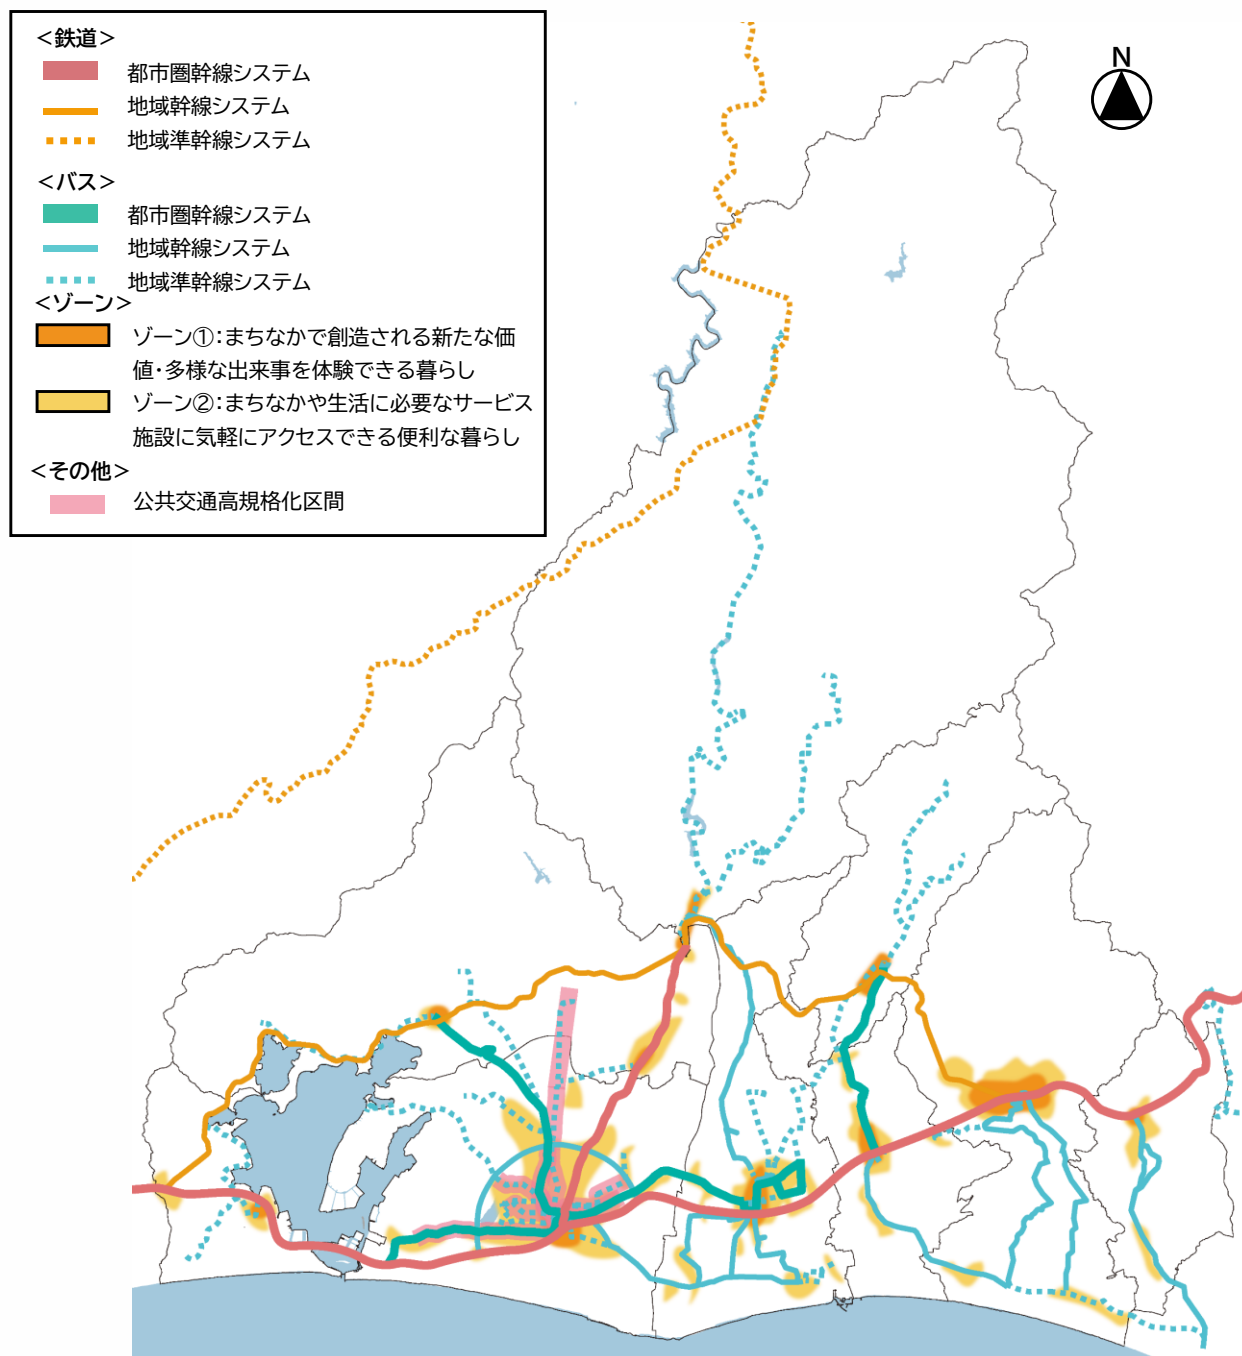 <鉄道>
都市圏幹線システム
地域幹線システム
地域準幹線システム
<バス>
都市圏幹線システム
地域幹線システム
地域準幹線システム
<ゾーン>
ゾーン①：まちなかで創造される新たな価
値・多様な出来事を体験できる暮らし
ゾーン②：まちなかや生活に必要なサービス
施設に気軽にアクセスできる便利な暮らし
<その他>
公共交通高規格化区間
N